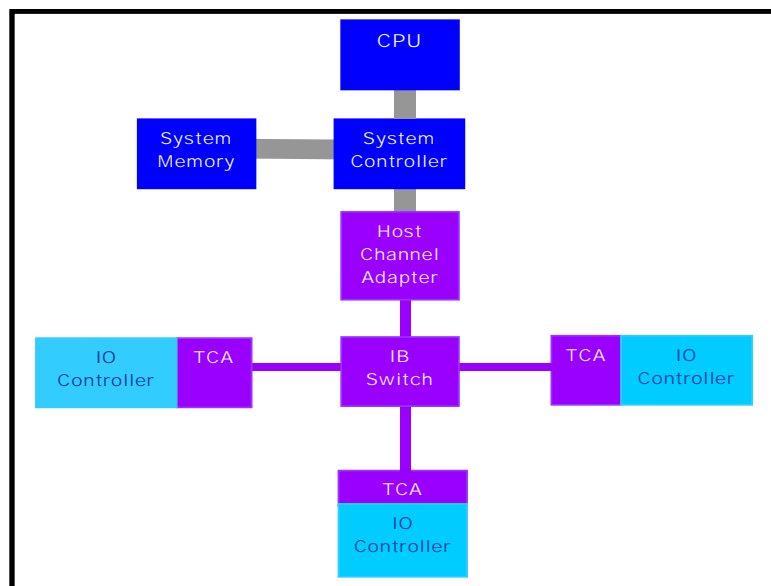 CPU
System
Memory
System
Controller
Host
Channel
Adapter
IO
Controller
TCA
IB
Switch
TCA
IO
Controller
TCA
IO
Controller